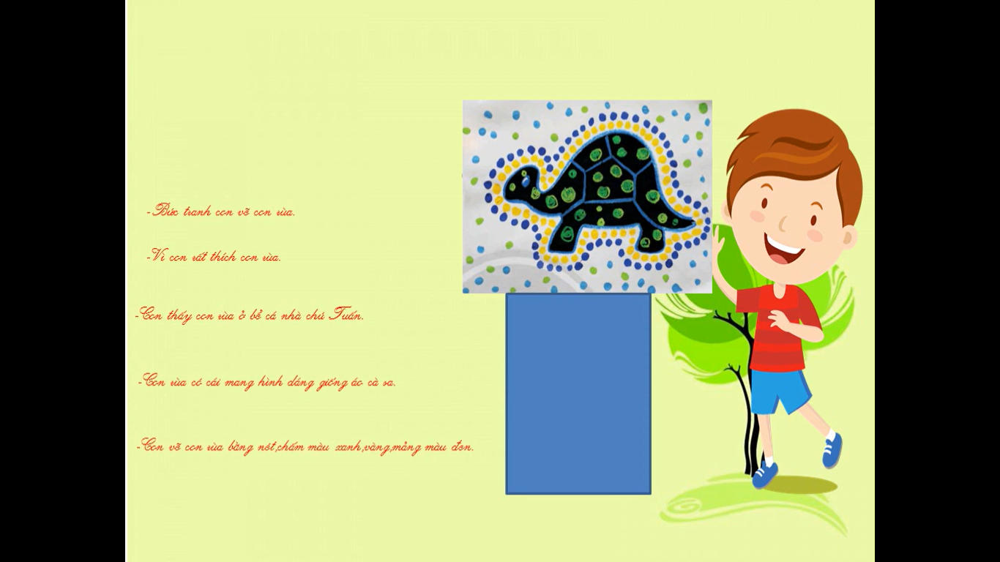 -Bức tranh con vẽ con rùa.
-Vì con rất thích con rùa.
-Con thấy con rùa ở bể cá nhà chú Tuấn.
-Con rùa có cái mang hình dáng giống áo cà sa.
-Con vẽ con rùa bằng nét,chấm màu xanh,vàng,mảng màu đen.